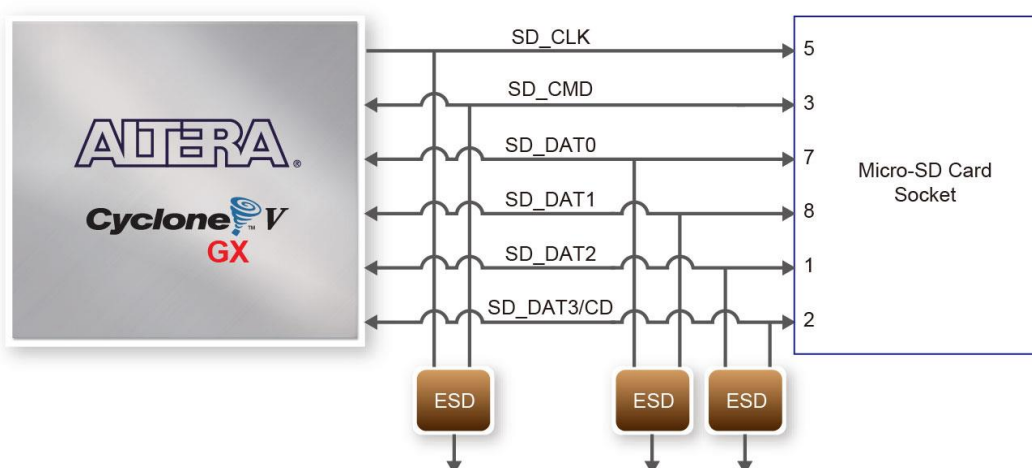 SD_CLK
5
SD_CMD
3
ALTERA®
SD_DAT0
7
Micro-SD Card
Socket
Cyclone™ V
GX
SD_DAT1
8
SD_DAT2
1
SD_DAT3/CD
2
ESD
ESD
ESD